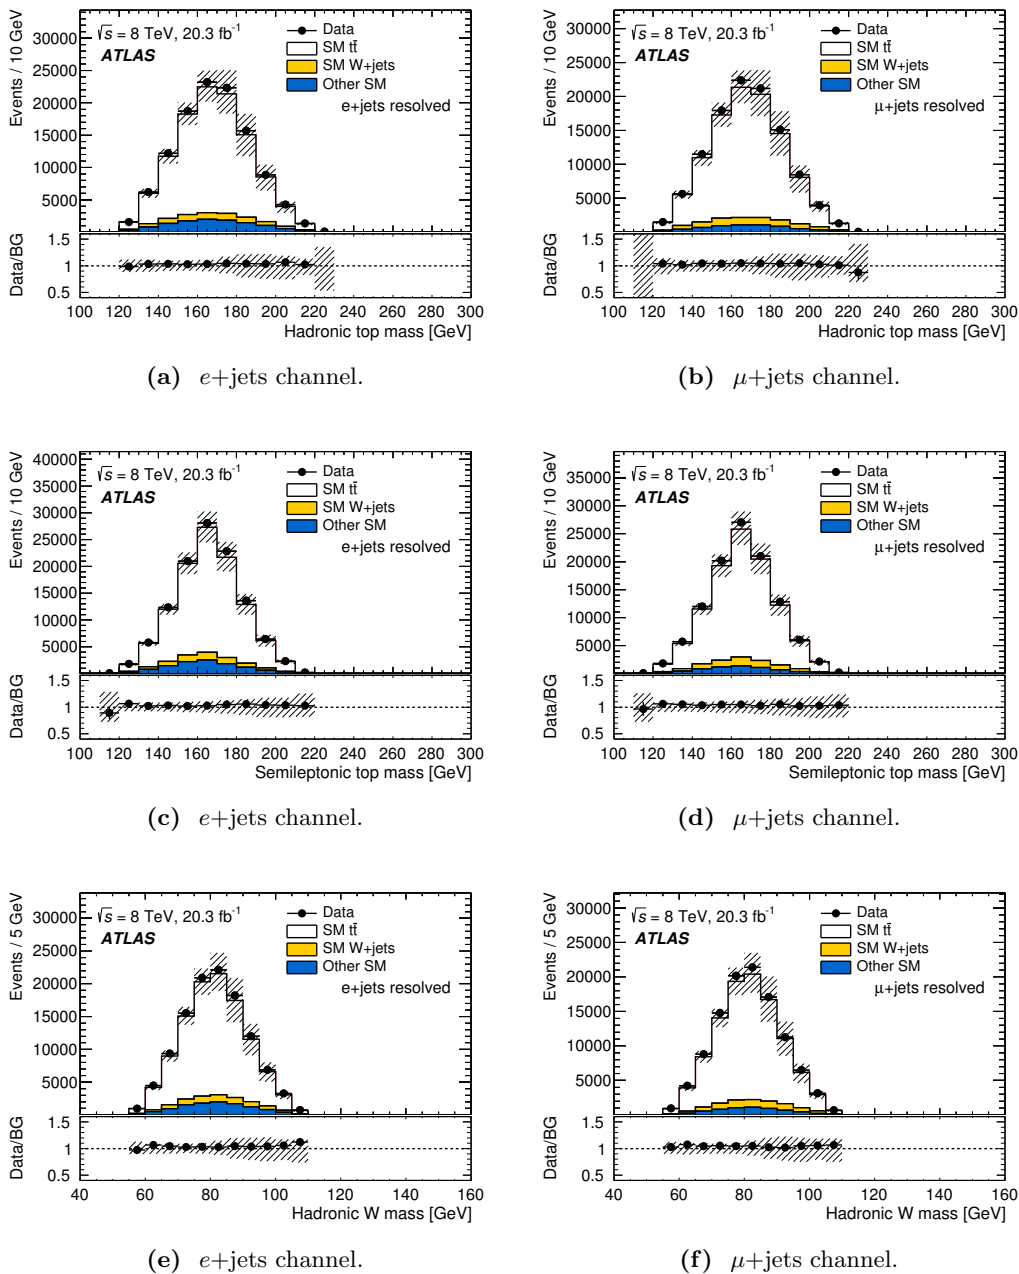 Events / 10 GeV
√s = 8 TeV, 20.3 fb⁻¹
ATLAS
Data
SM tt̄
SM W+jets
Other SM
e+jets resolved
30000
25000
20000
15000
10000
5000
Data/BG
1.5
1
0.5
100 120 140 160 180 200 220 240 260 280 300
Hadronic top mass [GeV]
(a) e+jets channel.
Events / 10 GeV
√s = 8 TeV, 20.3 fb⁻¹
ATLAS
Data
SM tt̄
SM W+jets
Other SM
μ+jets resolved
30000
25000
20000
15000
10000
5000
Data/BG
1.5
1
0.5
100 120 140 160 180 200 220 240 260 280 300
Hadronic top mass [GeV]
(b) μ+jets channel.
Events / 10 GeV
√s = 8 TeV, 20.3 fb⁻¹
ATLAS
Data
SM tt̄
SM W+jets
Other SM
e+jets resolved
40000
35000
30000
25000
20000
15000
10000
5000
Data/BG
1.5
1
0.5
100 120 140 160 180 200 220 240 260 280 300
Semileptonic top mass [GeV]
(c) e+jets channel.
Events / 10 GeV
√s = 8 TeV, 20.3 fb⁻¹
ATLAS
Data
SM tt̄
SM W+jets
Other SM
μ+jets resolved
35000
30000
25000
20000
15000
10000
5000
Data/BG
1.5
1
0.5
100 120 140 160 180 200 220 240 260 280 300
Semileptonic top mass [GeV]
(d) μ+jets channel.
Events / 5 GeV
√s = 8 TeV, 20.3 fb⁻¹
ATLAS
Data
SM tt̄
SM W+jets
Other SM
e+jets resolved
30000
25000
20000
15000
10000
5000
Data/BG
1.5
1
0.5
40 60 80 100 120 140 160
Hadronic W mass [GeV]
(e) e+jets channel.
Events / 5 GeV
√s = 8 TeV, 20.3 fb⁻¹
ATLAS
Data
SM tt̄
SM W+jets
Other SM
μ+jets resolved
30000
25000
20000
15000
10000
5000
Data/BG
1.5
1
0.5
40 60 80 100 120 140 160
Hadronic W mass [GeV]
(f) μ+jets channel.